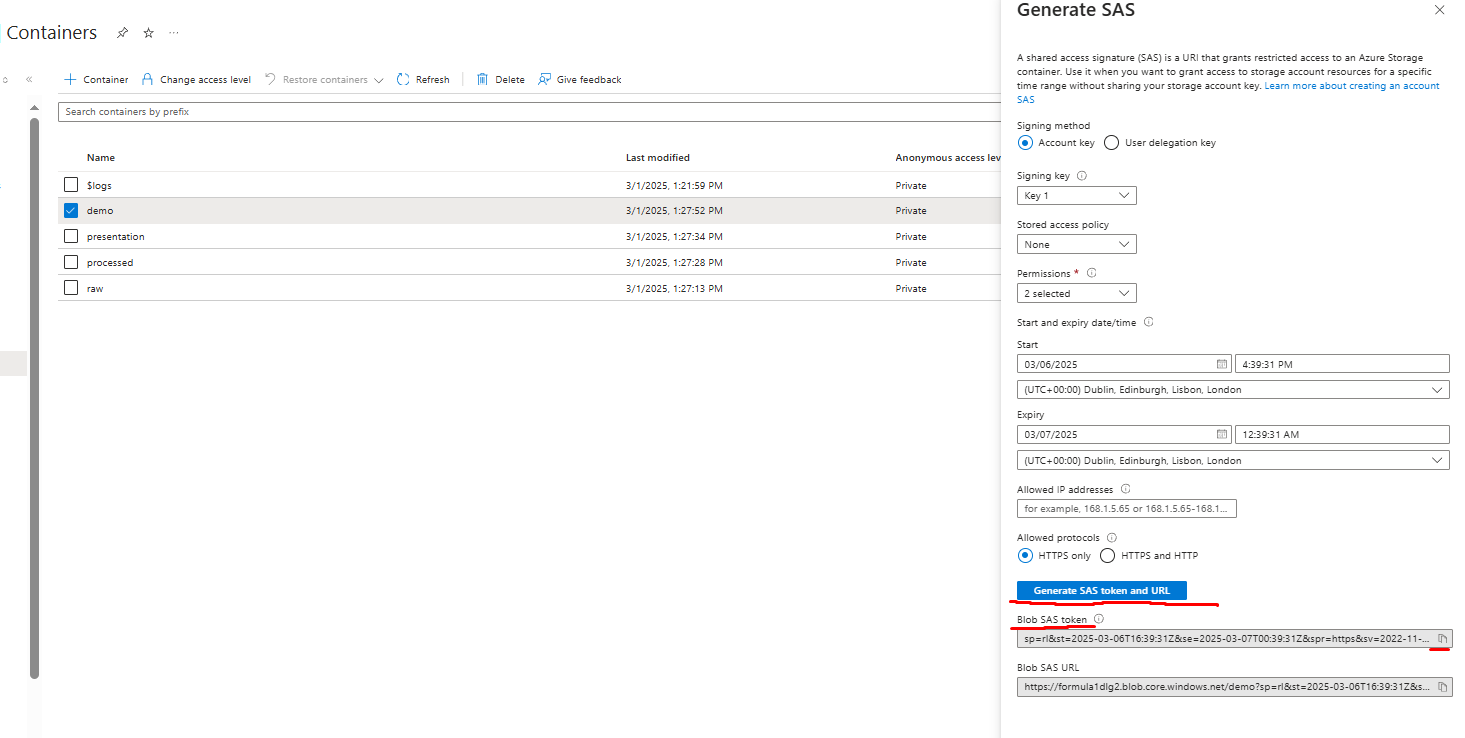 Containers
Container Change access level Restore containers Refresh Delete Give feedback
Search containers by prefix
Name Last modified Anonymous access lev
$logs 3/1/2025, 1:21:59 PM Private
demo 3/1/2025, 1:27:52 PM Private
presentation 3/1/2025, 1:27:34 PM Private
processed 3/1/2025, 1:27:28 PM Private
raw 3/1/2025, 1:27:13 PM Private
Generate SAS
A shared access signature (SAS) is a URI that grants restricted access to an Azure Storage
container. Use it when you want to grant access to storage account resources for a specific
time range without sharing your storage account key. Learn more about creating an account
SAS
Signing method
Account key User delegation key
Signing key
Key 1
Stored access policy
None
Permissions *
2 selected
Start and expiry date/time
Start
03/06/2025 4:39:31 PM
(UTC+00:00) Dublin, Edinburgh, Lisbon, London
Expiry
03/07/2025 12:39:31 AM
(UTC+00:00) Dublin, Edinburgh, Lisbon, London
Allowed IP addresses
for example, 168.1.5.65 or 168.1.5.65-168.1...
Allowed protocols
HTTPS only HTTPS and HTTP
Generate SAS token and URL
Blob SAS token
sp=rl&st=2025-03-06T16:39:31Z&se=2025-03-07T00:39:31Z&spr=https&sv=2022-11-...
Blob SAS URL
https://formula1dlg2.blob.core.windows.net/demo?sp=rl&st=2025-03-06T16:39:31Z&s...